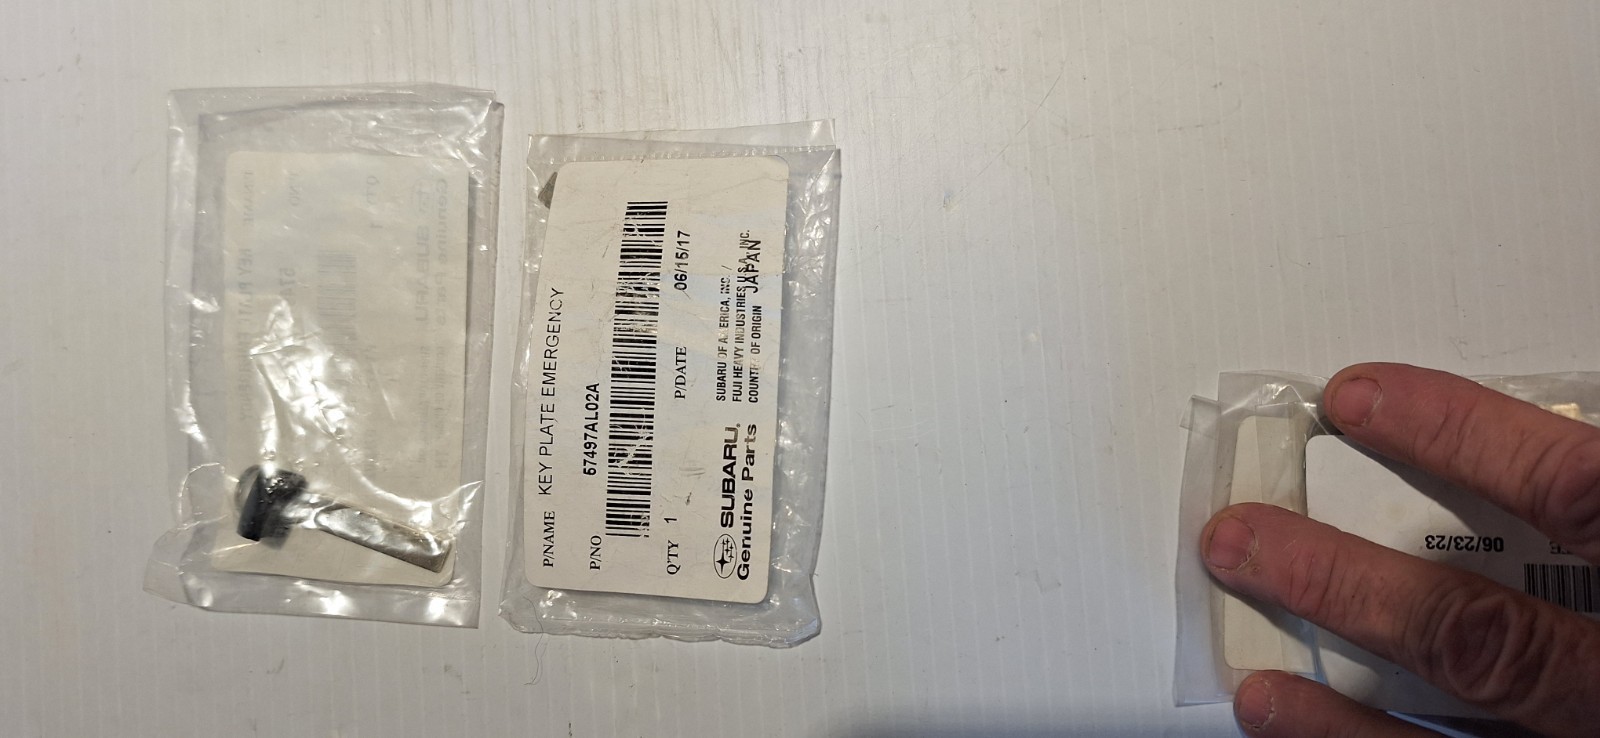 P/NAME KEY PLATE EMERGENCY
P/NO 57497AL02A
Q'TY 1 P/DATE 06/15/17
SUBARU
Genuine Parts
SUBARU OF AMERICA, INC. /
FUJI HEAVY INDUSTRIES U.S.A., INC.
COUNTRY OF ORIGIN JAPAN
06/23/23